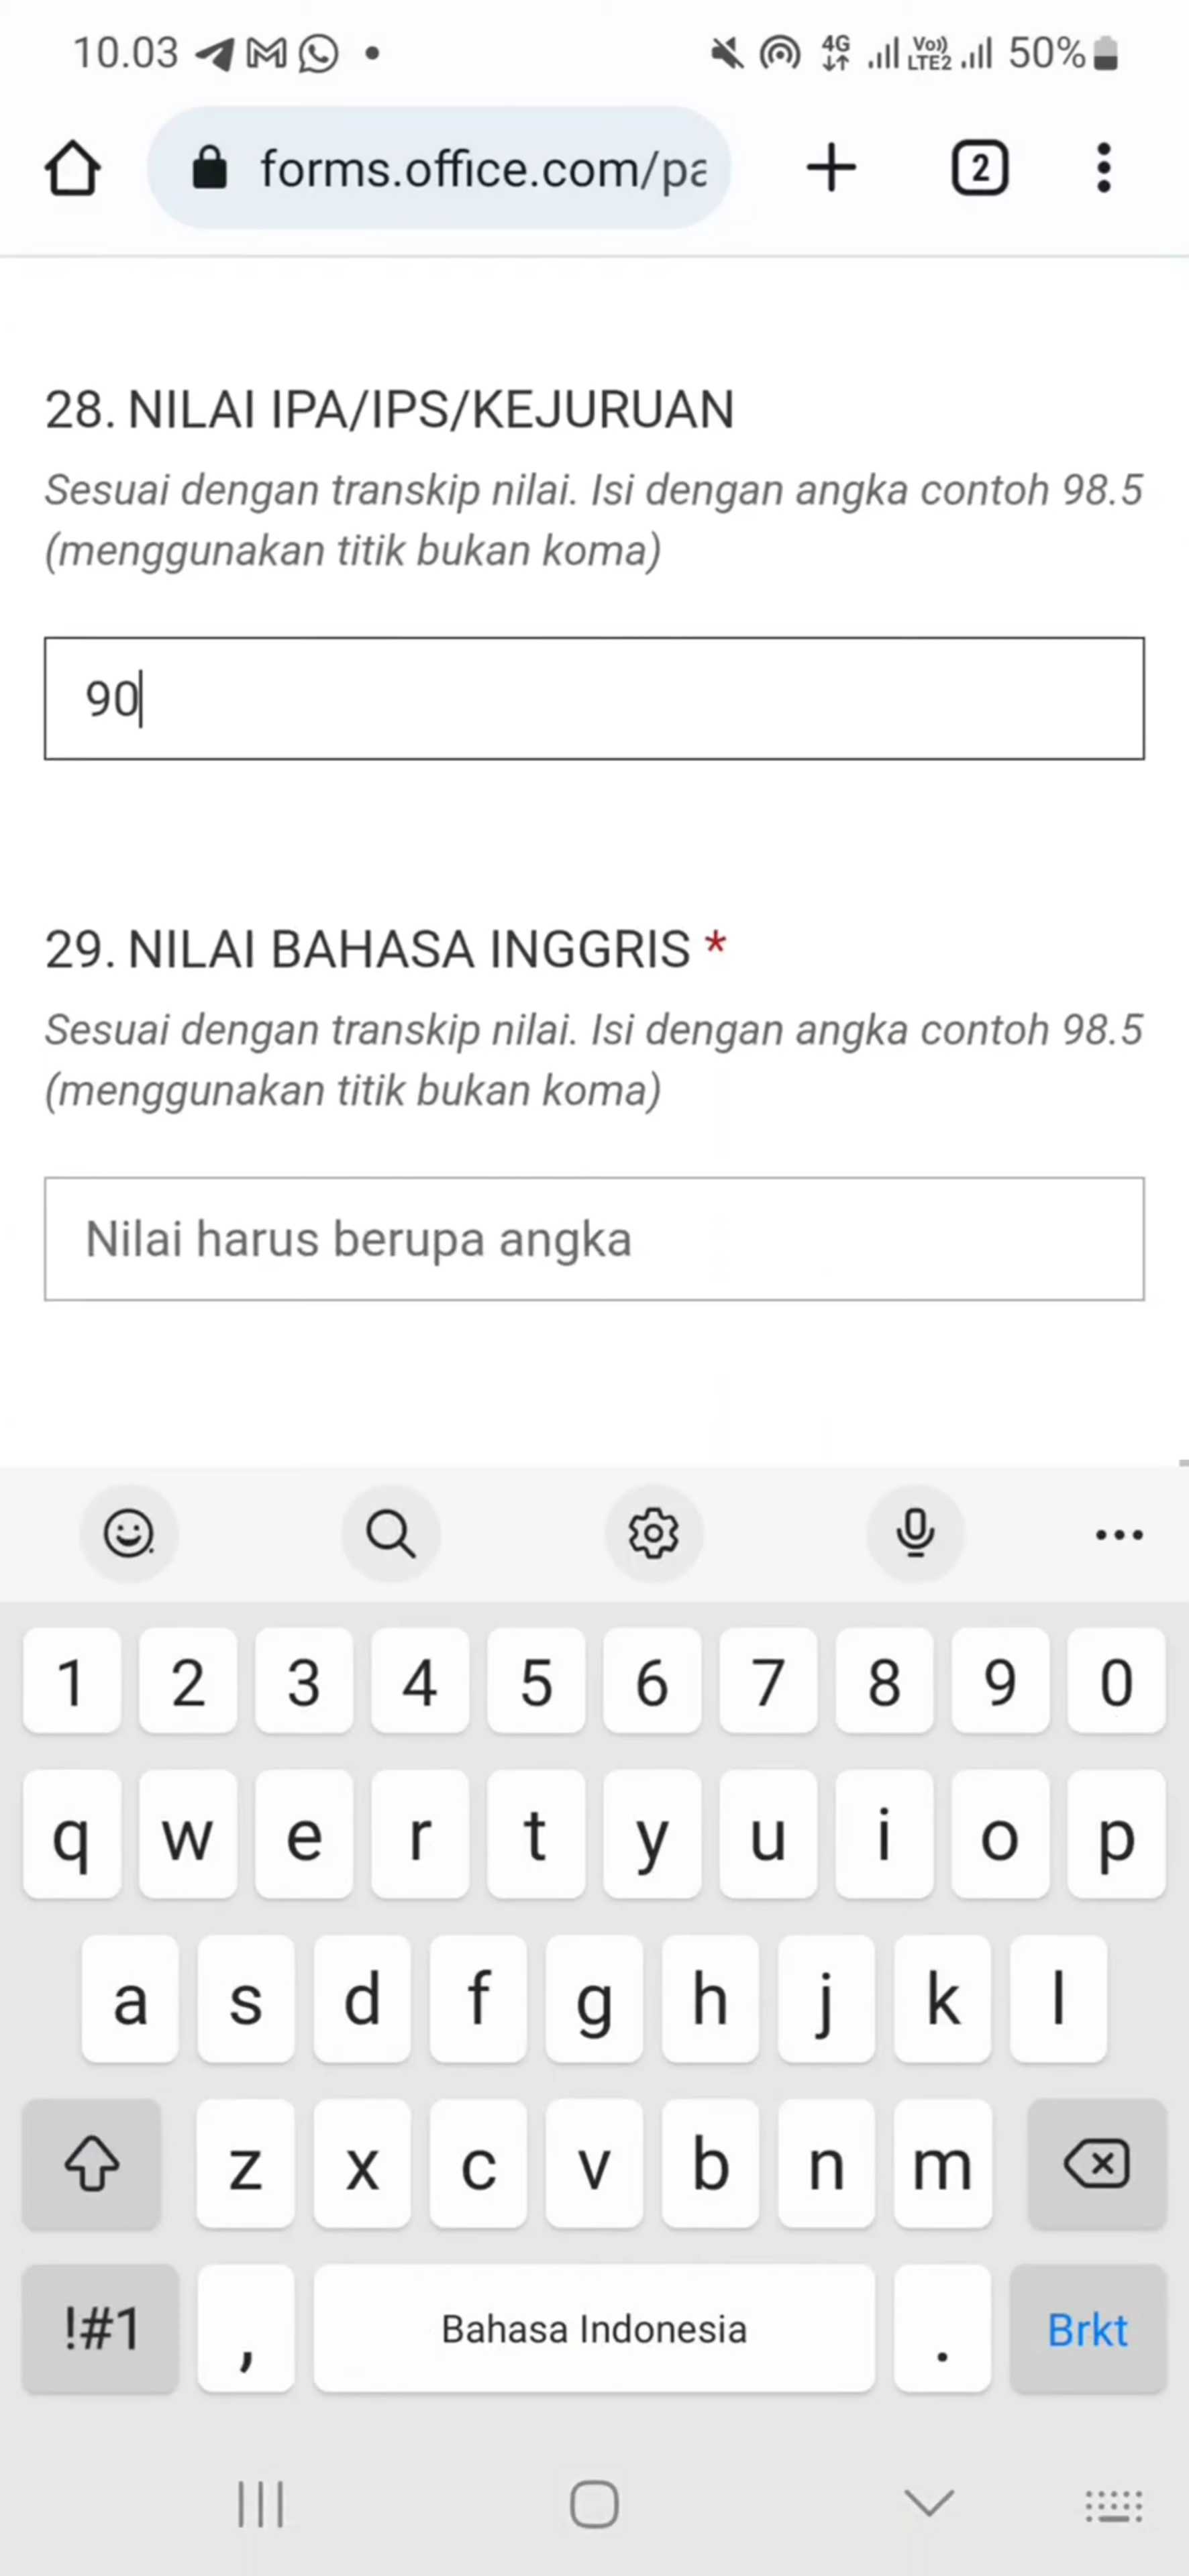 10.03
4G
Vo))
LTE2
50%
forms.office.com/pa
2
28. NILAI IPA/IPS/KEJURUAN
Sesuai dengan transkip nilai. Isi dengan angka contoh 98.5
(menggunakan titik bukan koma)
90
29. NILAI BAHASA INGGRIS *
Sesuai dengan transkip nilai. Isi dengan angka contoh 98.5
(menggunakan titik bukan koma)
Nilai harus berupa angka
1 2 3 4 5 6 7 8 9 0
q w e r t y u i o p
a s d f g h j k l
z x c v b n m
!#1 , Bahasa Indonesia . Brkt